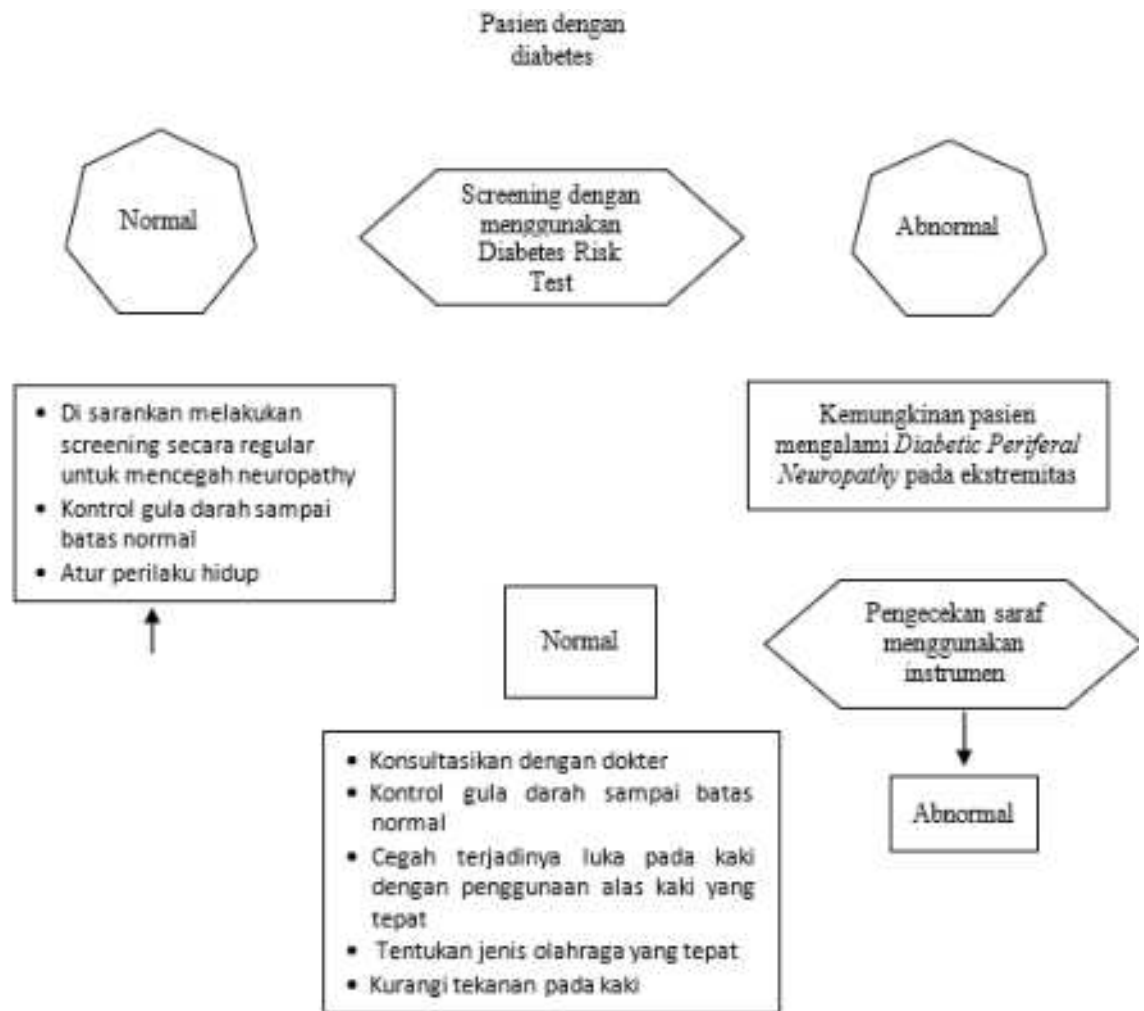 Pasien dengan
diabetes
Normal
Screening dengan
menggunakan
Diabetes Risk
Test
Abnormal
• Di sarankan melakukan
screening secara regular
untuk mencegah neuropathy
• Kontrol gula darah sampai
batas normal
• Atur perilaku hidup
Kemungkinan pasien
mengalami Diabetic Periferal
Neuropathy pada ekstremitas
Normal
Pengecekan saraf
menggunakan
instrumen
• Konsultasikan dengan dokter
• Kontrol gula darah sampai batas
normal
• Cegah terjadinya luka pada kaki
dengan penggunaan alas kaki yang
tepat
• Tentukan jenis olahraga yang tepat
• Kurangi tekanan pada kaki
Abnormal